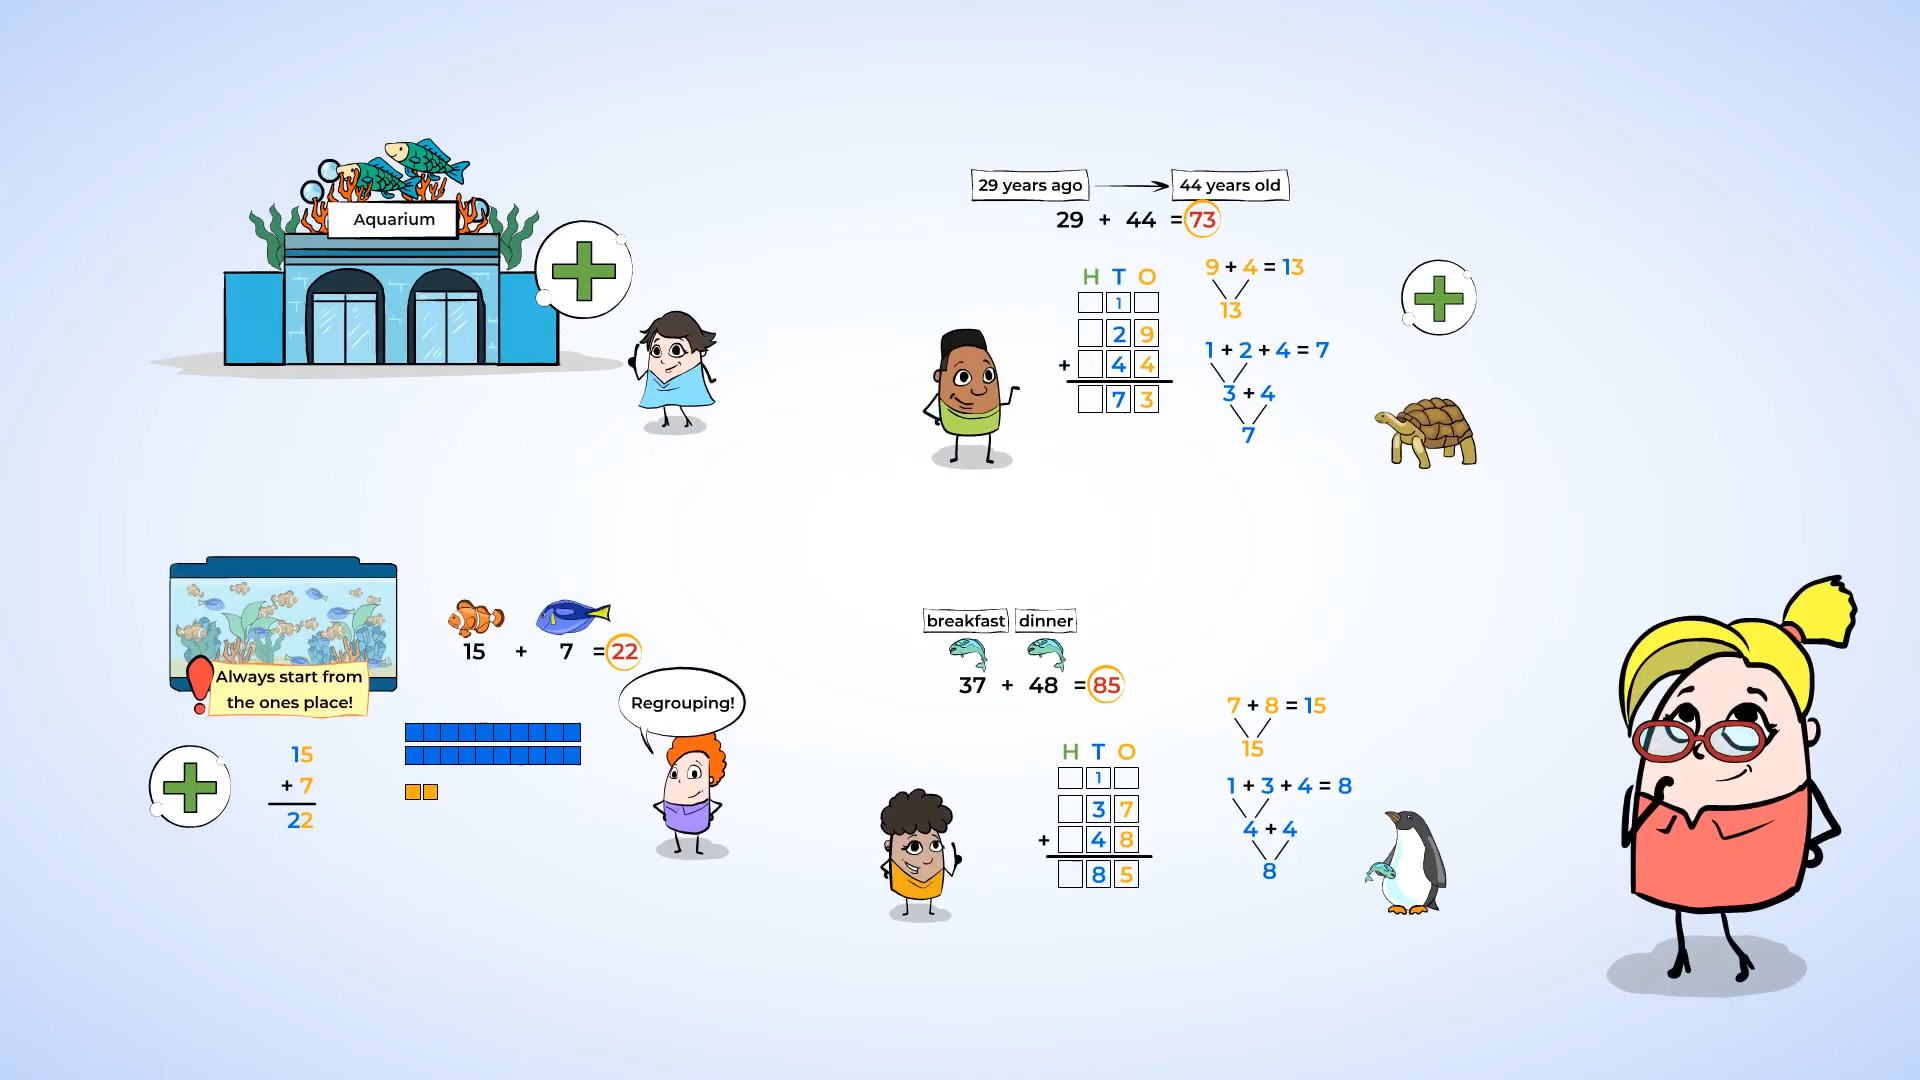 Aquarium
29 years ago
44 years old
29 + 44 = 73
H T O
1
2 9
+ 4 4
7 3
9 + 4 = 13
13
1 + 2 + 4 = 7
3 + 4
7
Always start from
the ones place!
15 + 7 = 22
Regrouping!
15
+ 7
22
breakfast
dinner
37 + 48 = 85
H T O
1
3 7
+ 4 8
8 5
7 + 8 = 15
15
1 + 3 + 4 = 8
4 + 4
8